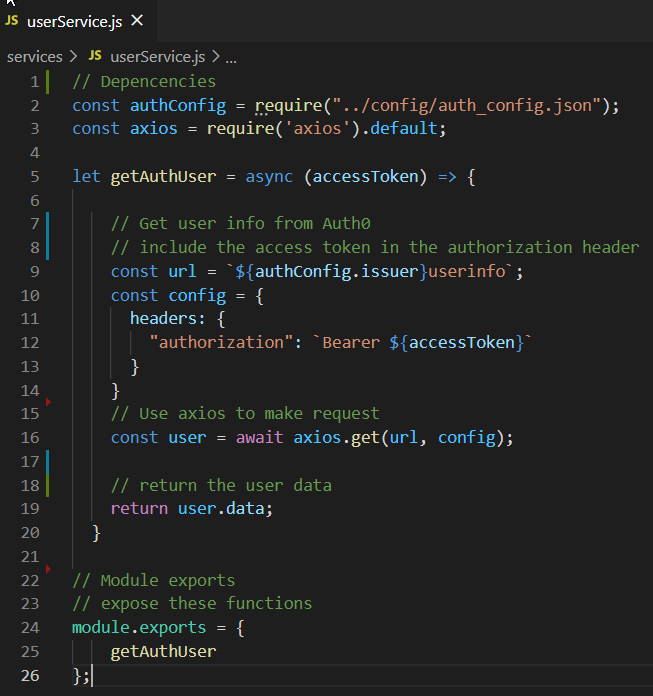 JS userService.js ×
services > JS userService.js > ...
1 // Depencencies
2 const authConfig = require("../config/auth_config.json");
3 const axios = require('axios').default;
4
5 let getAuthUser = async (accessToken) => {
6
7 // Get user info from Auth0
8 // include the access token in the authorization header
9 const url = `${authConfig.issuer}userinfo`;
10 const config = {
11 headers: {
12 "authorization": `Bearer ${accessToken}`
13 }
14 }
15 // Use axios to make request
16 const user = await axios.get(url, config);
17
18 // return the user data
19 return user.data;
20 }
21
22 // Module exports
23 // expose these functions
24 module.exports = {
25 getAuthUser
26 };